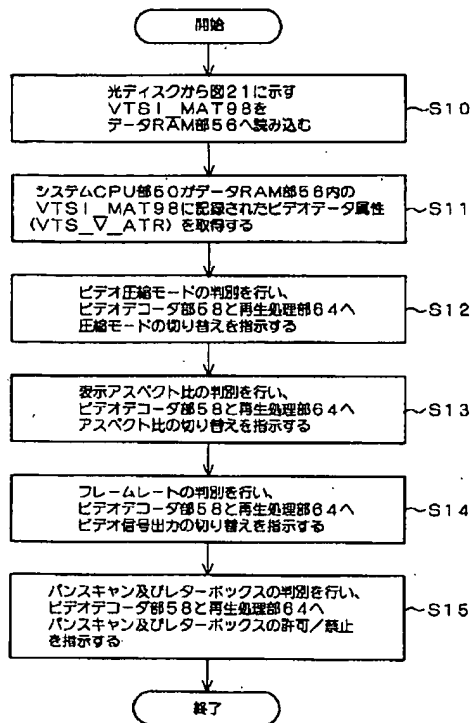 開始
光ディスクから図21に示す
VTSI_MAT98を
データRAM部56へ読み込む
~S10
システムCPU部50がデータRAM部56内の
VTSI_MAT98に記録されたビデオデータ属性
(VTS_V_ATR)を取得する
~S11
ビデオ圧縮モードの判別を行い、
ビデオデコーダ部58と再生処理部64へ
圧縮モードの切り替えを指示する
~S12
表示アスペクト比の判別を行い、
ビデオデコーダ部58と再生処理部64へ
アスペクト比の切り替えを指示する
~S13
フレームレートの判別を行い、
ビデオデコーダ部58と再生処理部64へ
ビデオ信号出力の切り替えを指示する
~S14
パンスキャン及びレターボックスの判別を行い、
ビデオデコーダ部58と再生処理部64へ
パンスキャン及びレターボックスの許可/禁止
を指示する
~S15
終了